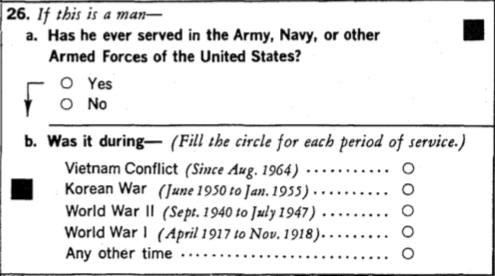 26. If this is a man—
a. Has he ever served in the Army, Navy, or other
Armed Forces of the United States?
Yes
No
b. Was it during— (Fill the circle for each period of service.)
Vietnam Conflict (Since Aug. 1964) ...........
Korean War (June 1950 to Jan. 1955) ..........
World War II (Sept. 1940 to July 1947) .........
World War I (April 1917 to Nov. 1918).........
Any other time ............................